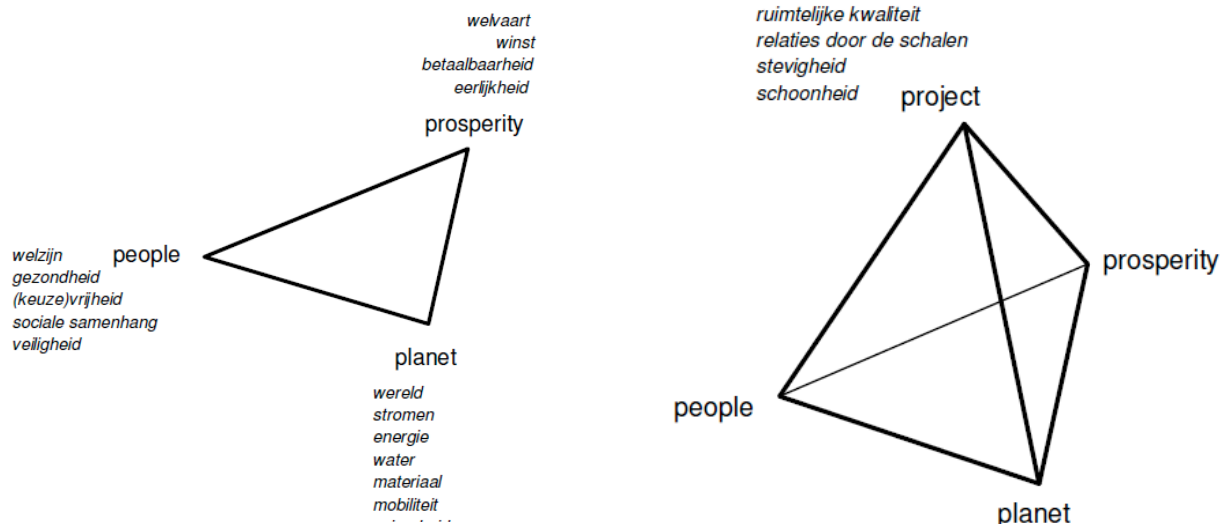 welvaart
winst
betaalbaarheid
eerlijkheid
prosperity
people
welzijn
gezondheid
(keuze)vrijheid
sociale samenhang
veiligheid
planet
wereld
stromen
energie
water
materiaal
mobiliteit
ruimtelijke kwaliteit
relaties door de schalen
stevigheid
schoonheid
project
prosperity
people
planet